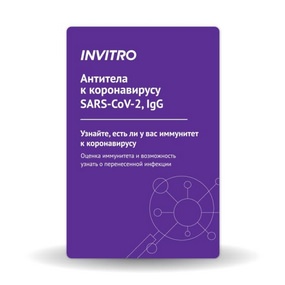 INVITRO
Антитела
к коронавирусу
SARS-CoV-2, IgG
Узнайте, есть ли у вас иммунитет
к коронавирусу
Оценка иммунитета и возможность
узнать о перенесенной инфекции